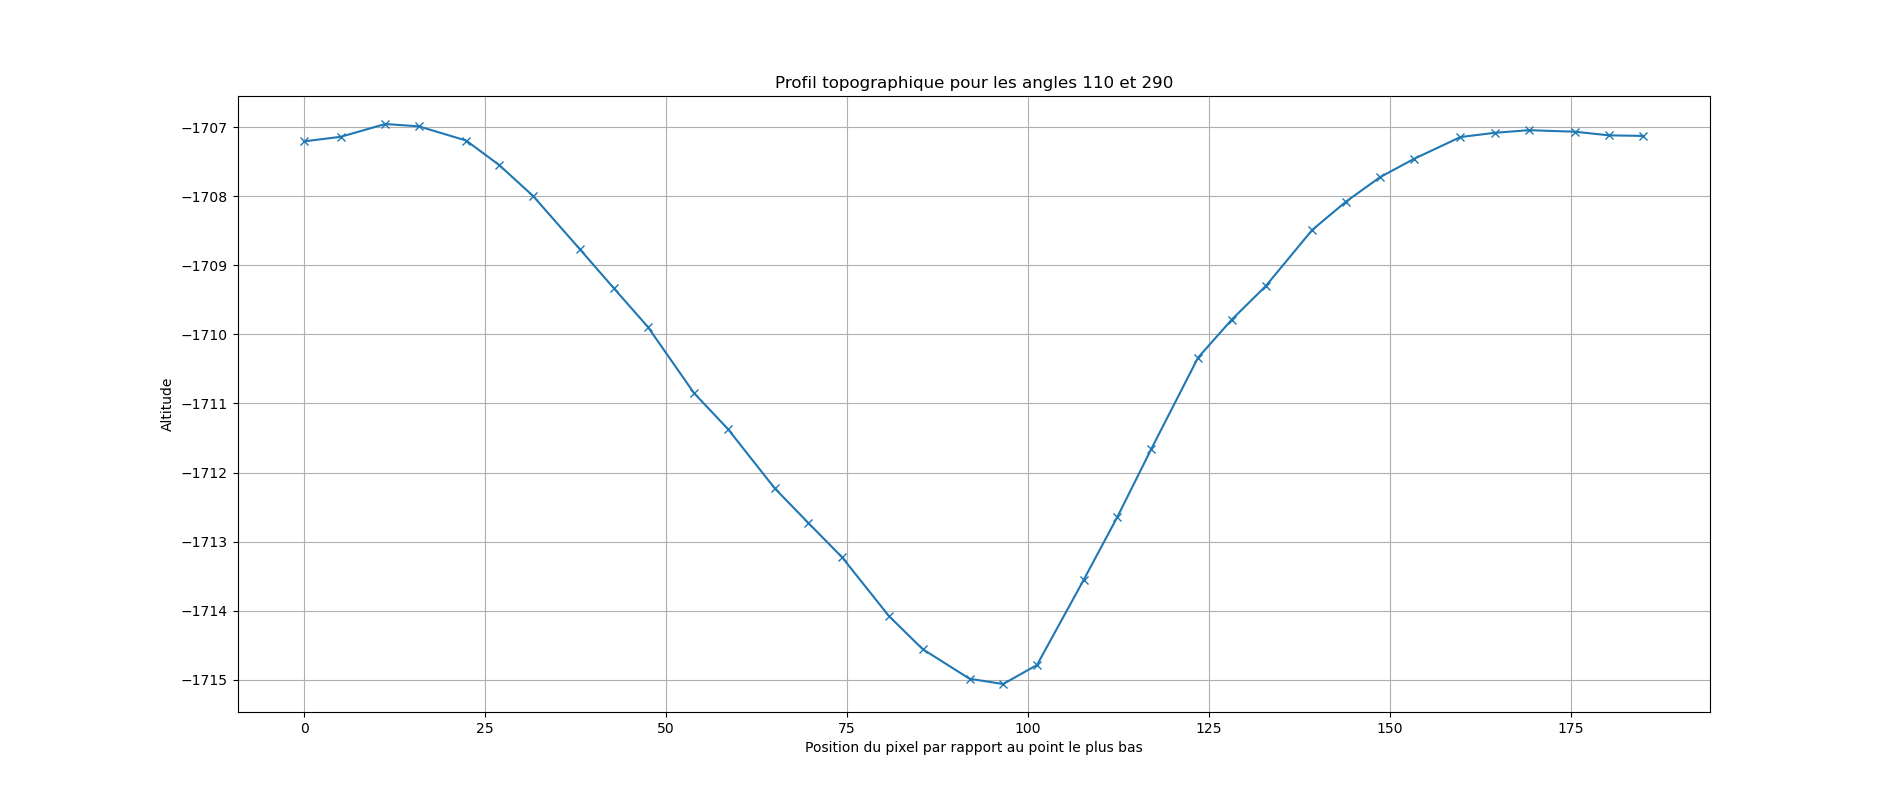 Profil topographique pour les angles 110 et 290
−1707
−1708
−1709
−1710
−1711
−1712
−1713
−1714
−1715
Altitude
0 25 50 75 100 125 150 175
Position du pixel par rapport au point le plus bas